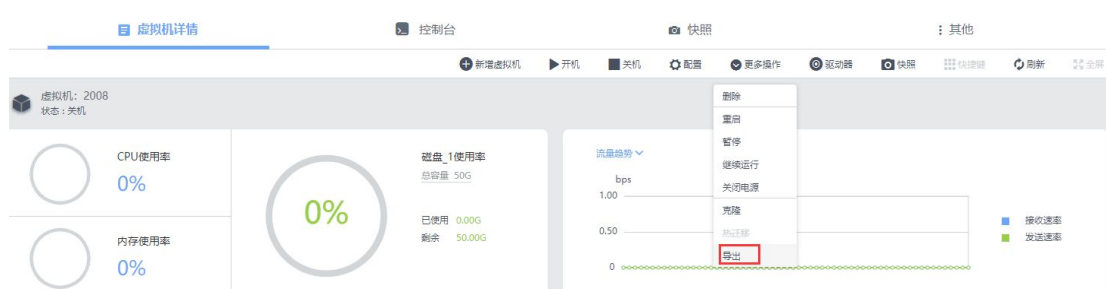 虚拟机详情 控制台 快照 其他
新增虚拟机 开机 关机 配置 更多操作 驱动器 快照 快捷键 刷新 全屏
虚拟机：2008
状态：关机
删除
重启
暂停
继续运行
关闭电源
克隆
热迁移
导出
CPU使用率
0%
内存使用率
0%
0%
磁盘_1使用率
总容量 50G
已使用 0.00G
剩余 50.00G
流量趋势
bps
1.00
0.50
0
接收速率
发送速率